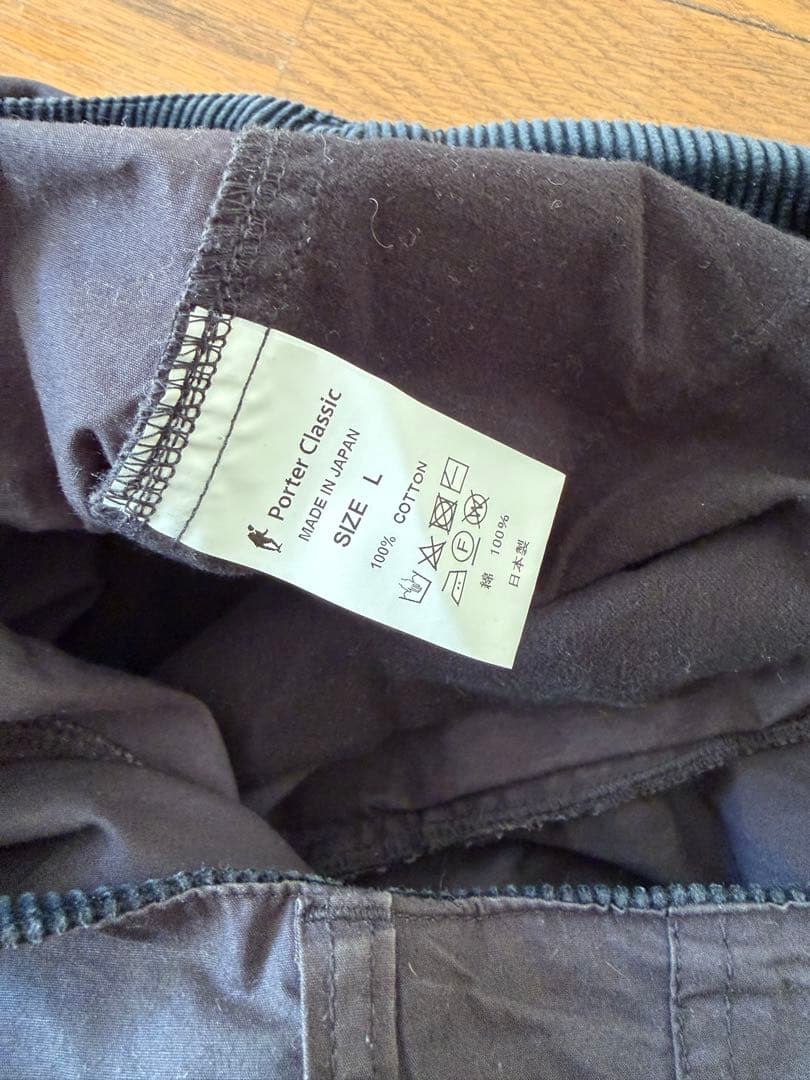 Porter Classic
MADE IN JAPAN
SIZE L
100% COTTON
F
綿 100%
日本製